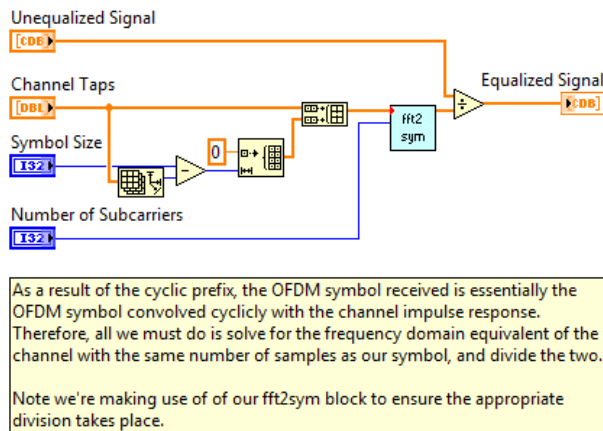 Unequalized Signal
[CDB]
Channel Taps
[DBL]
Equalized Signal
[CDB]
Symbol Size
I32
0
fft2
sym
÷
-
Number of Subcarriers
I32
As a result of the cyclic prefix, the OFDM symbol received is essentially the
OFDM symbol convolved cyclicly with the channel impulse response.
Therefore, all we must do is solve for the frequency domain equivalent of the
channel with the same number of samples as our symbol, and divide the two.
Note we're making use of of our fft2sym block to ensure the appropriate
division takes place.